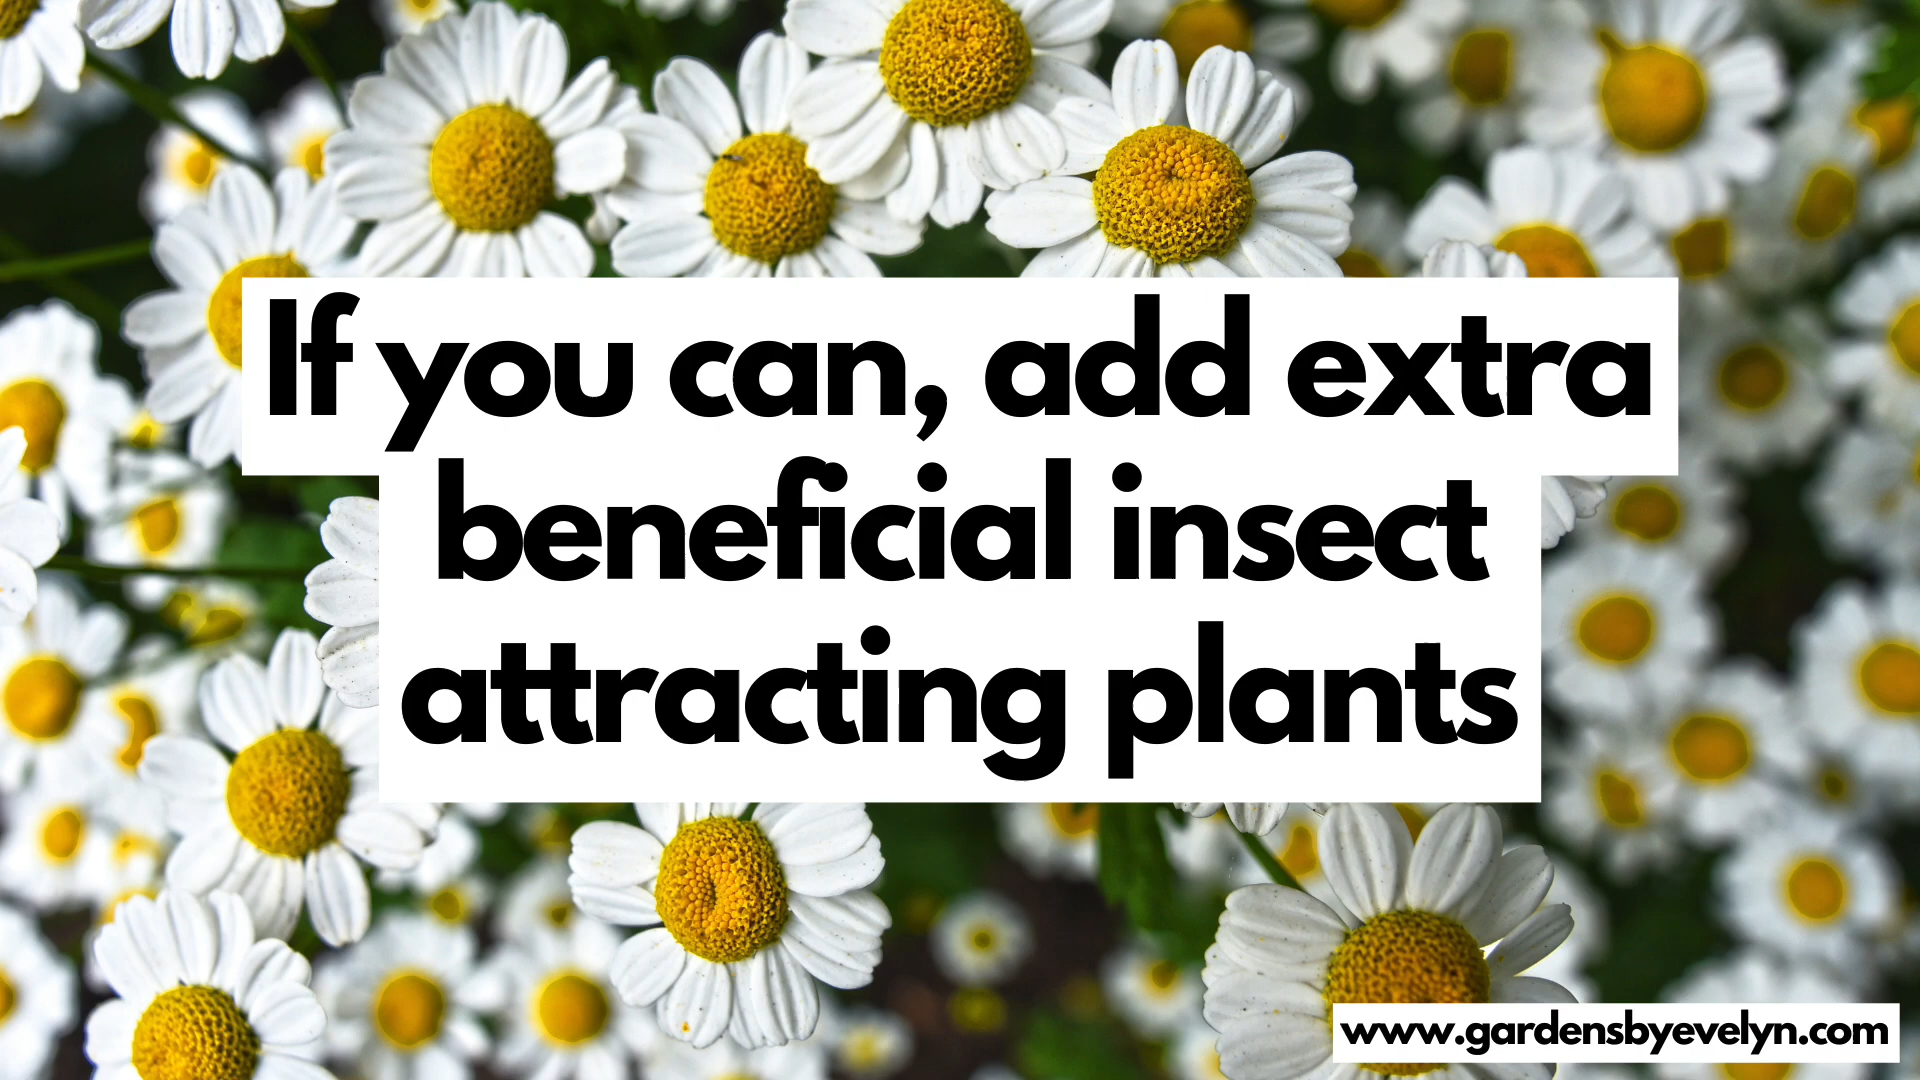 If you can, add extra
beneficial insect
attracting plants
www.gardensbyevelyn.com